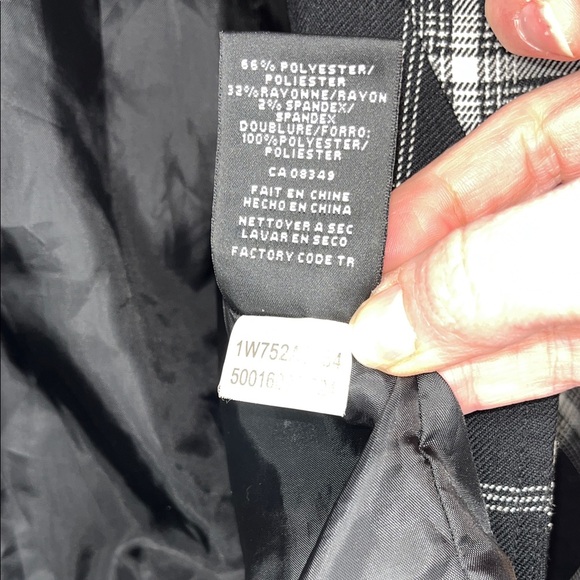 66% POLYESTER/
POLIESTER
32%RAYONNE/RAYON
2% SPANDEX/
SPANDEX
DOUBLURE/FORRO:
100%POLYESTER/
POLIESTER
CA 08349
FAIT EN CHINE
HECHO EN CHINA
NETTOYER A SEC
LAVAR EN SECO
FACTORY CODE TR